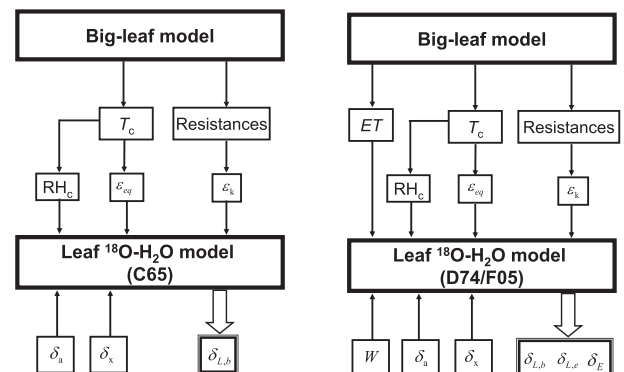 Big-leaf model
T_c
Resistances
RH_c
ε_eq
ε_k
Leaf ¹⁸O-H₂O model
(C65)
δ_a
δ_x
δ_L,b
Big-leaf model
ET
T_c
Resistances
RH_c
ε_eq
ε_k
Leaf ¹⁸O-H₂O model
(D74/F05)
W
δ_a
δ_x
δ_L,b δ_L,e δ_E